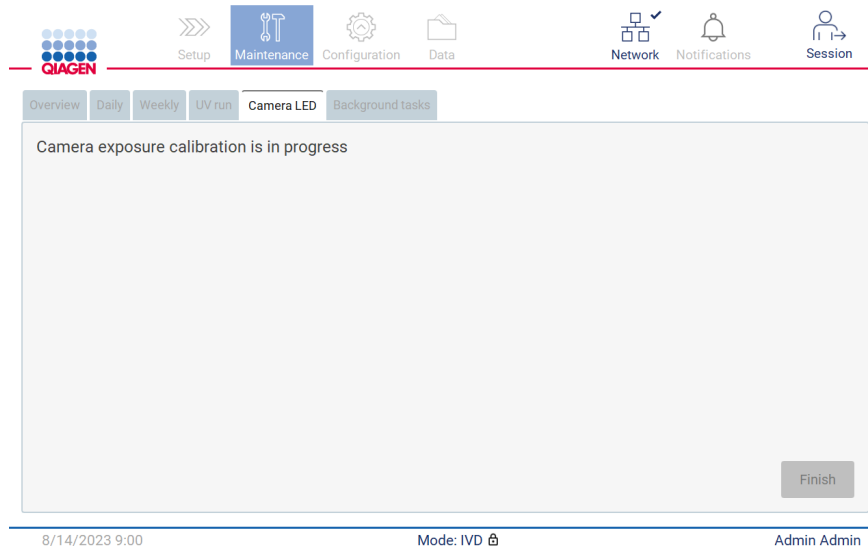 QIAGEN
Setup
Maintenance
Configuration
Data
Network
Notifications
Session
Overview
Daily
Weekly
UV run
Camera LED
Background tasks
Camera exposure calibration is in progress
Finish
8/14/2023 9:00
Mode: IVD
Admin Admin